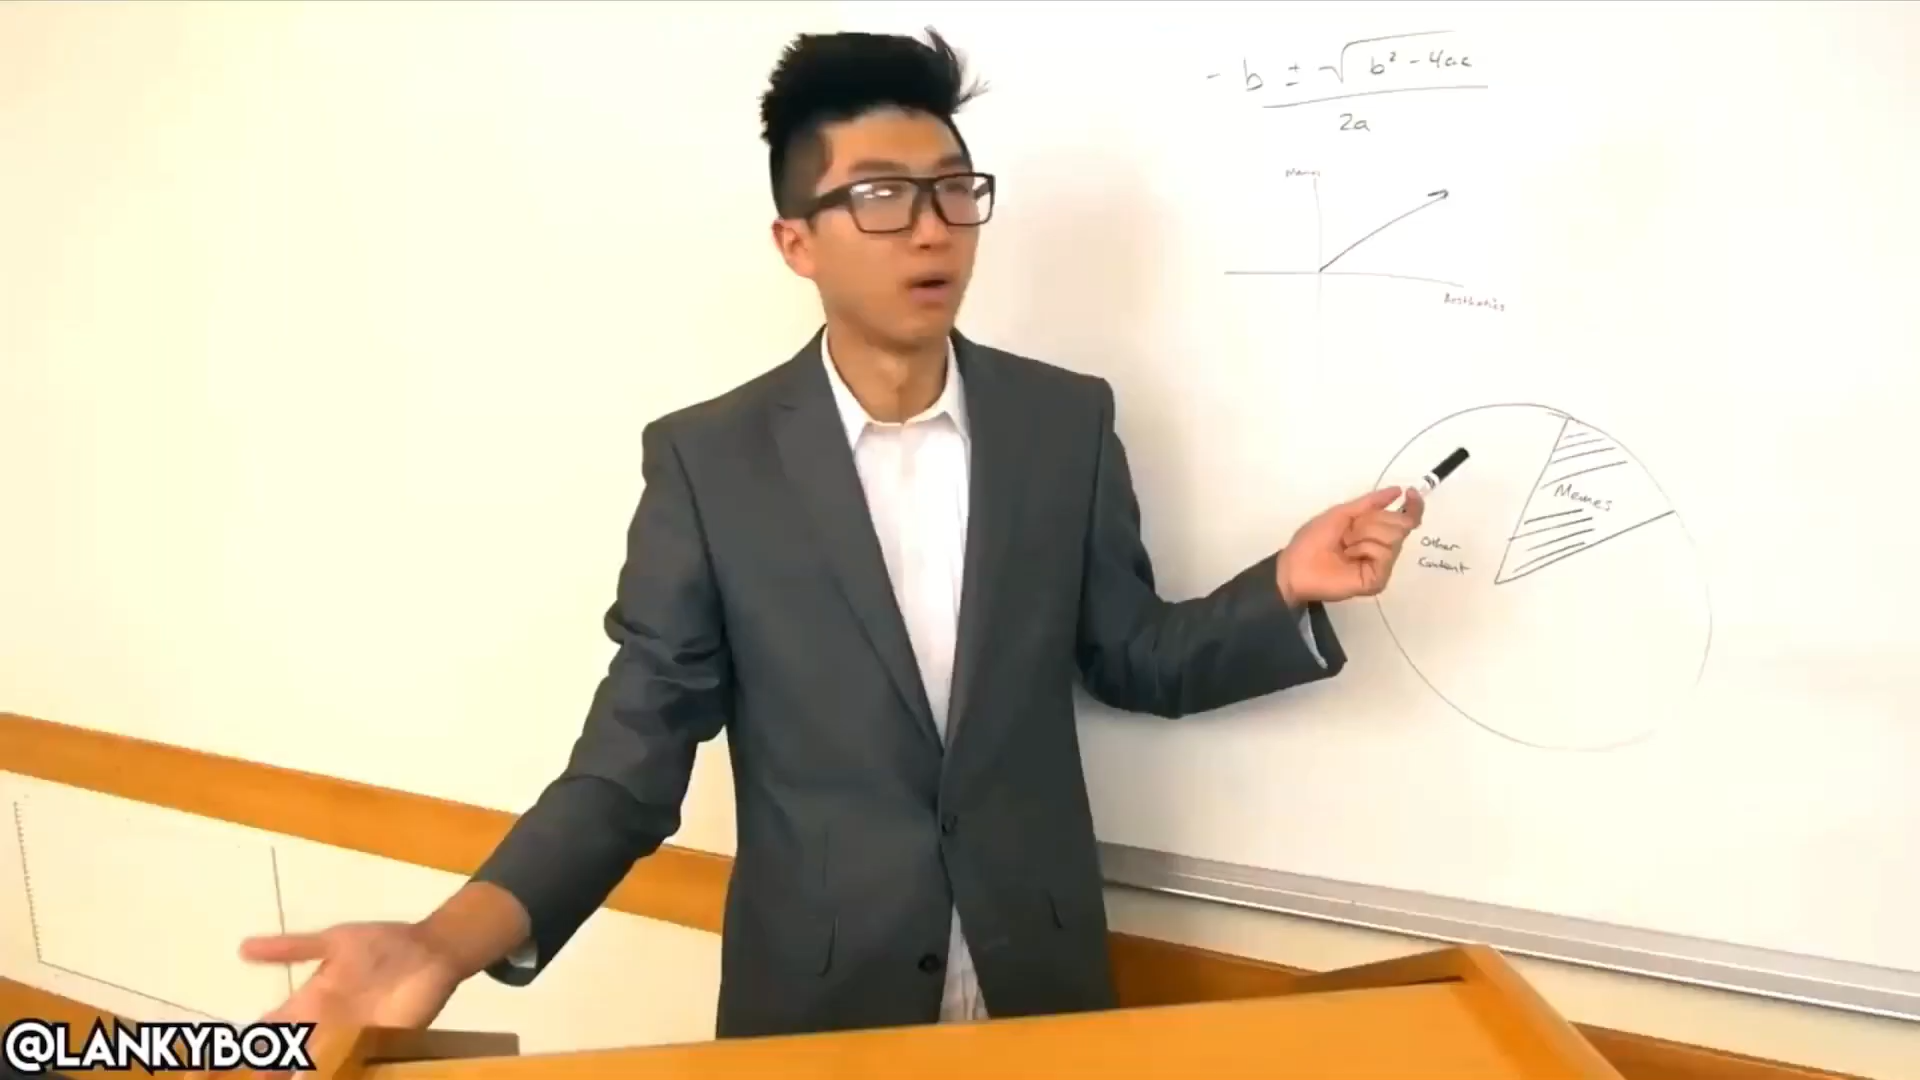 - b ± √b² - 4ac
2a
Memes
Aesthetics
Memes
Other
Content
@LANKYBOX